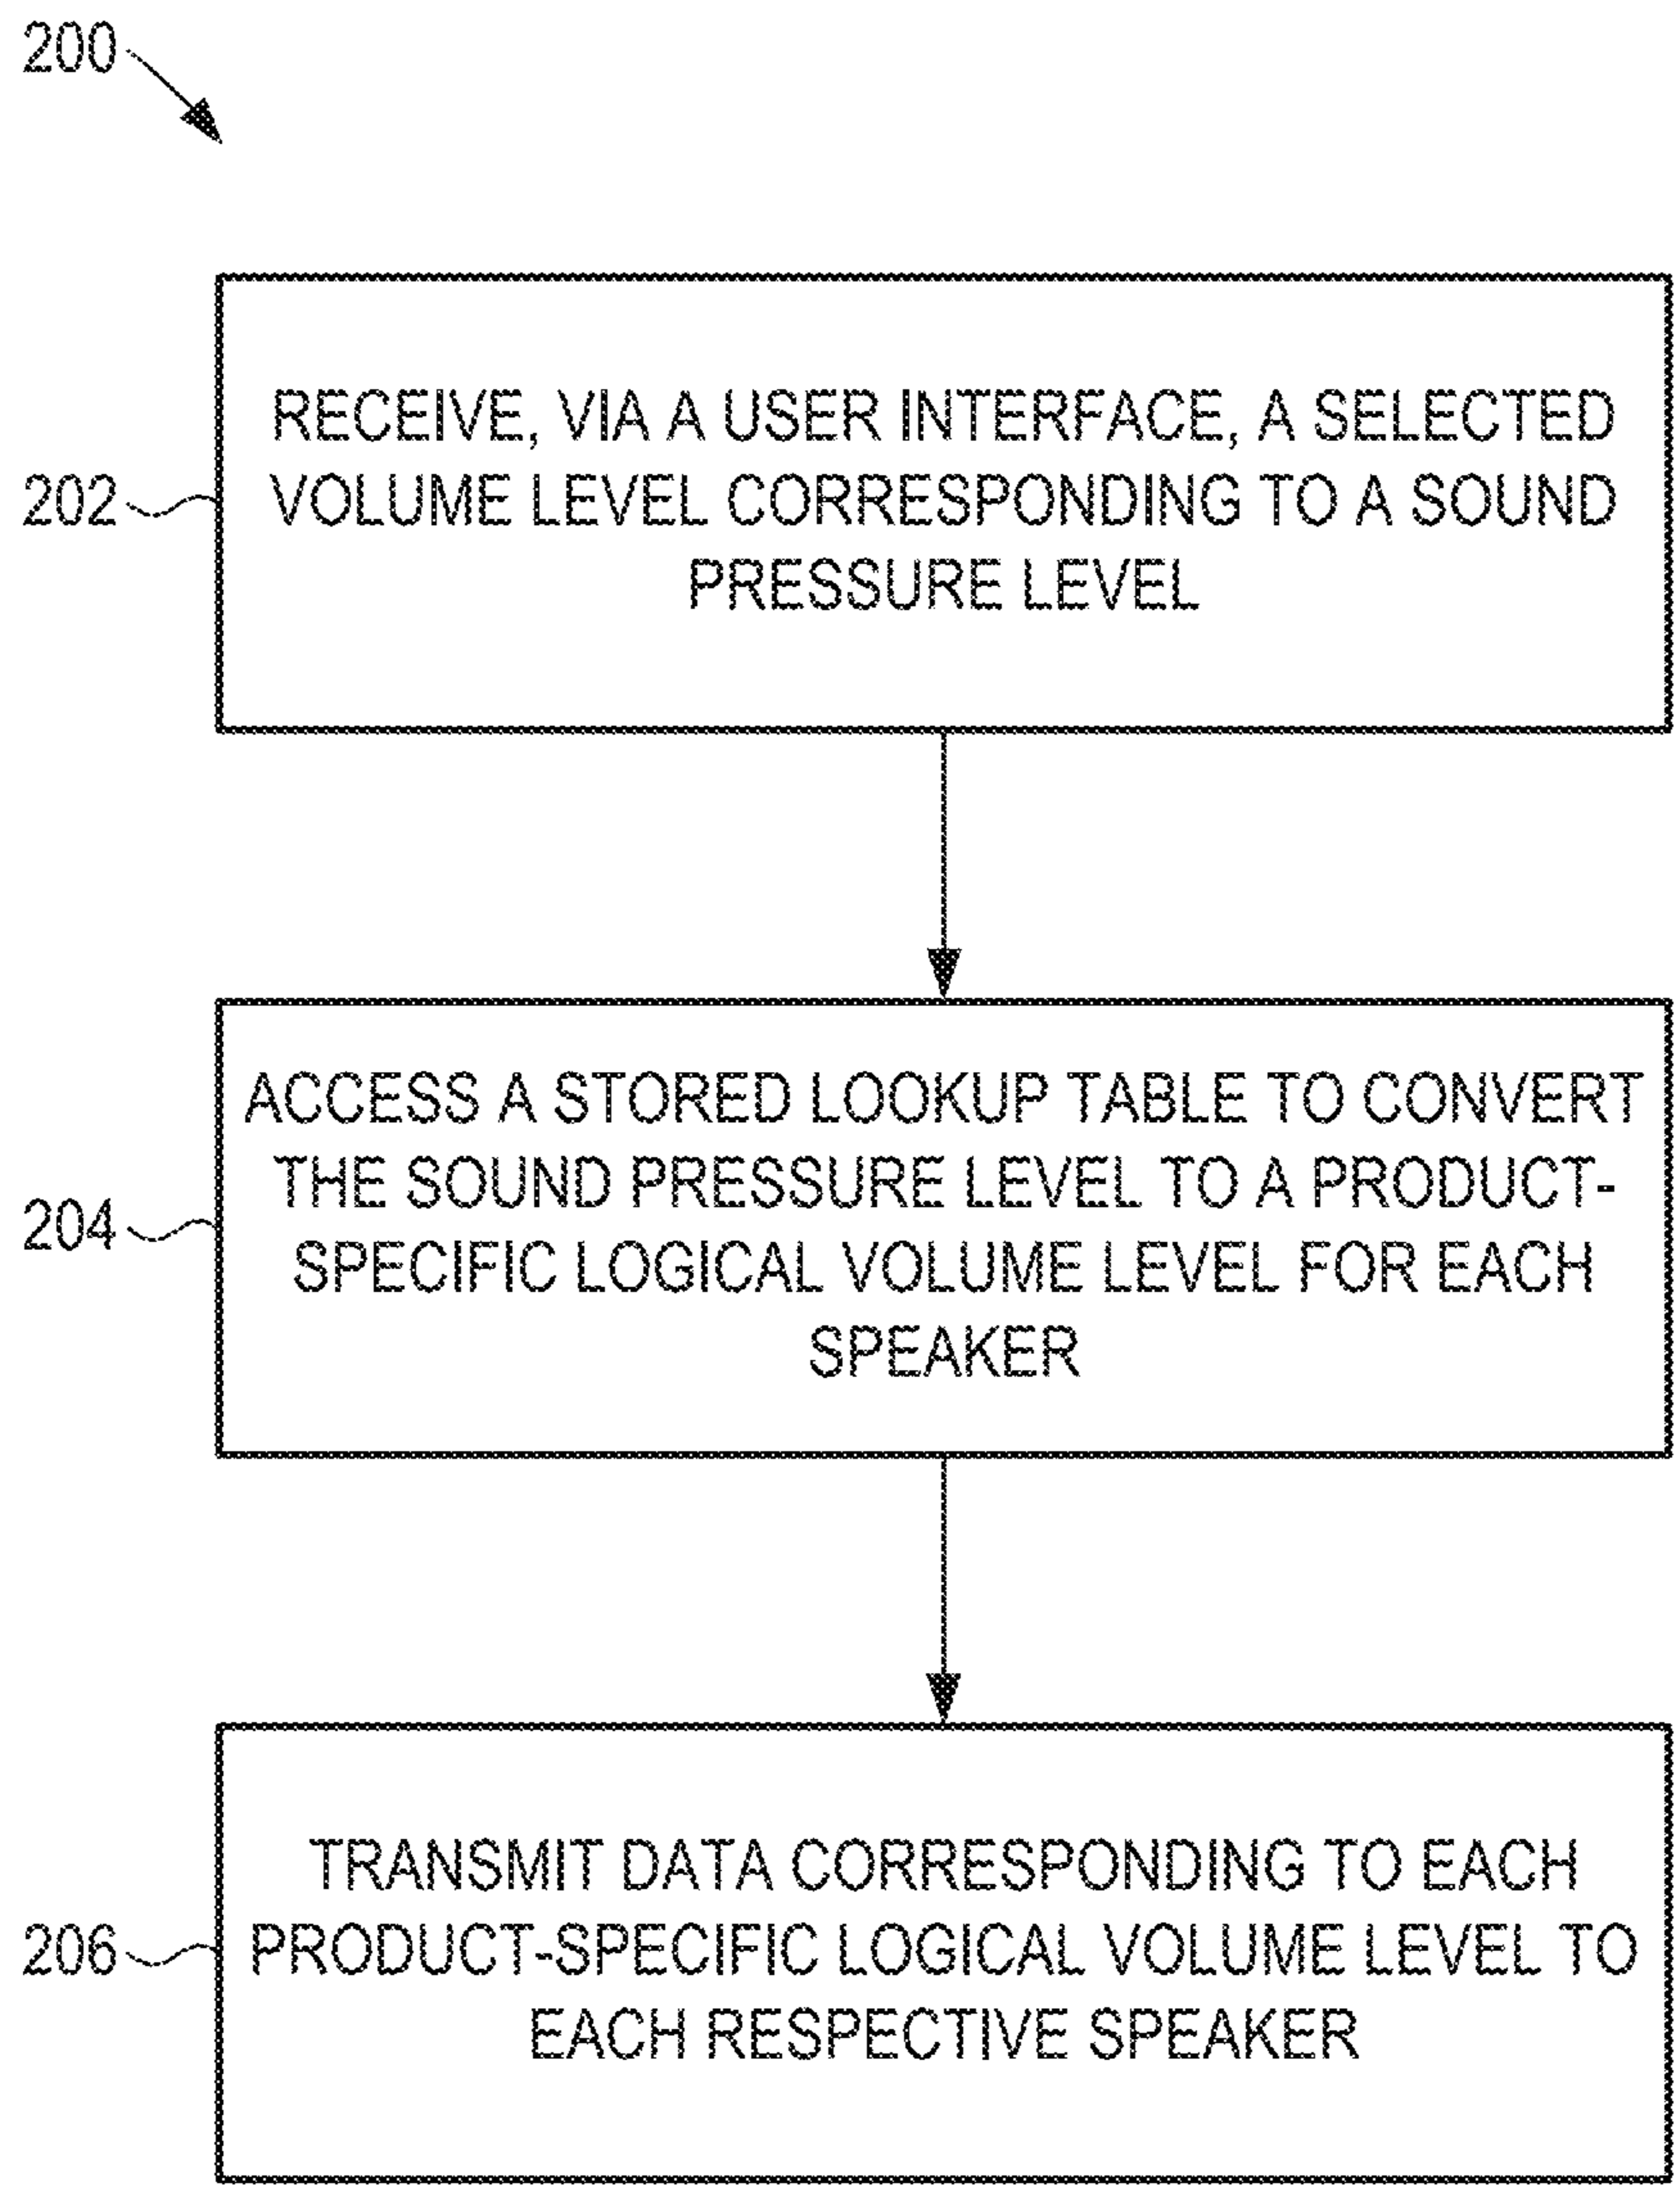 200
RECEIVE, VIA A USER INTERFACE, A SELECTED
VOLUME LEVEL CORRESPONDING TO A SOUND
PRESSURE LEVEL
202
ACCESS A STORED LOOKUP TABLE TO CONVERT
THE SOUND PRESSURE LEVEL TO A PRODUCT-
SPECIFIC LOGICAL VOLUME LEVEL FOR EACH
SPEAKER
204
TRANSMIT DATA CORRESPONDING TO EACH
PRODUCT-SPECIFIC LOGICAL VOLUME LEVEL TO
EACH RESPECTIVE SPEAKER
206